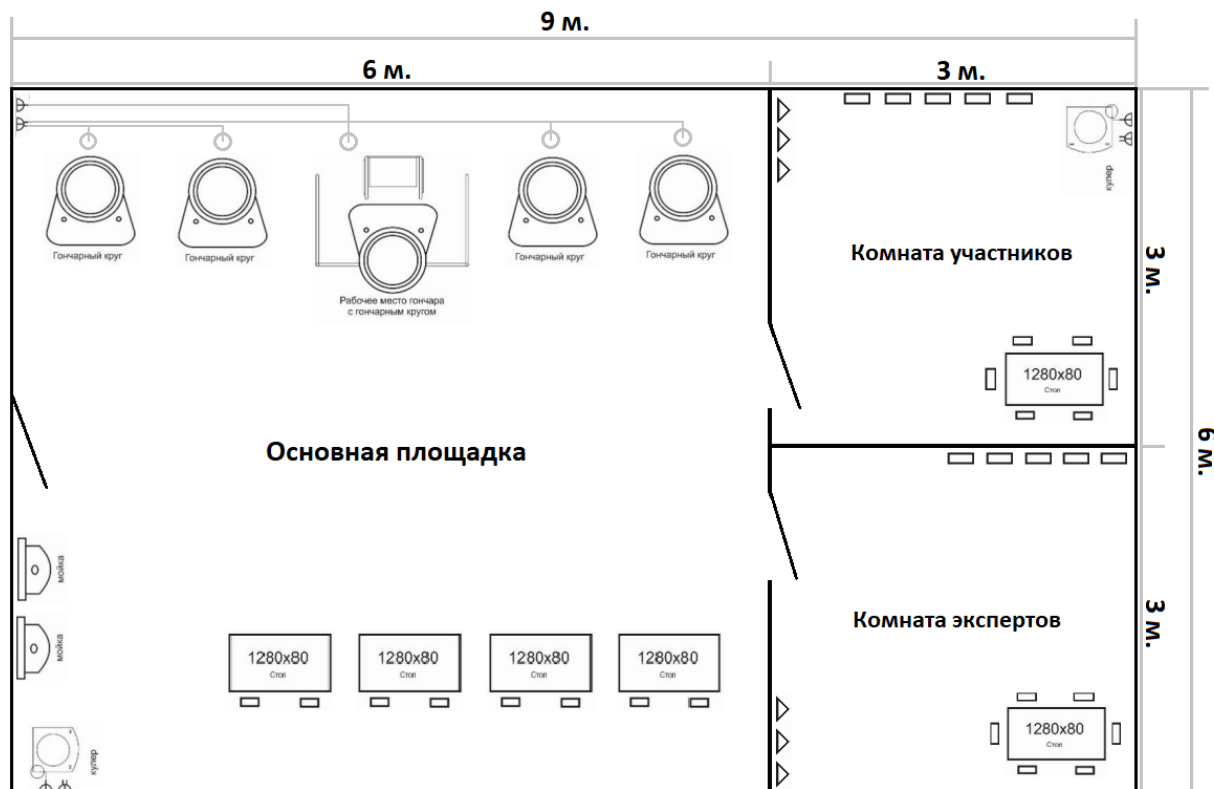 9 м.
6 м.
3 м.
Гончарный круг
Гончарный круг
Рабочее место гончара
с гончарным кругом
Гончарный круг
Гончарный круг
кулер
Комната участников
3 м.
1280x80
Стол
6 м.
Основная площадка
мойка
мойка
Комната экспертов
3 м.
1280x80
Стол
1280x80
Стол
1280x80
Стол
1280x80
Стол
1280x80
Стол
кулер